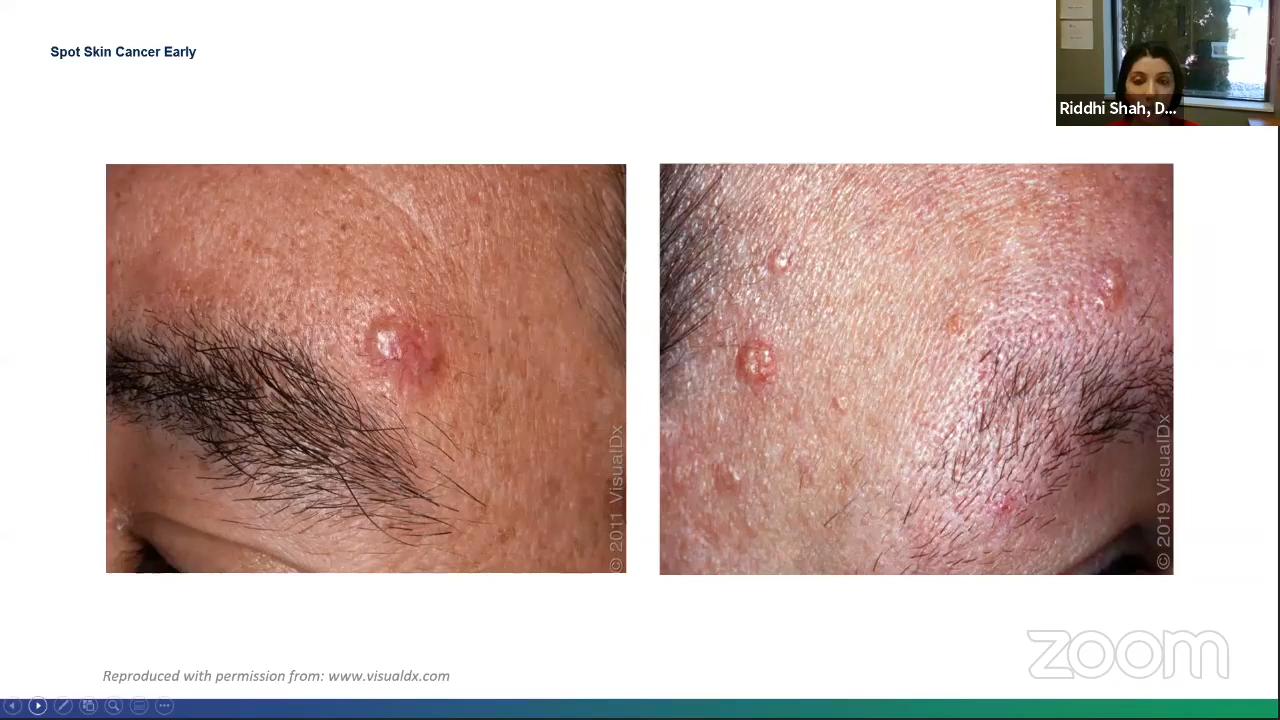 Spot Skin Cancer Early
Riddhi Shah, D...
© 2011 VisualDx
© 2019 VisualDx
Reproduced with permission from: www.visualdx.com
zoom